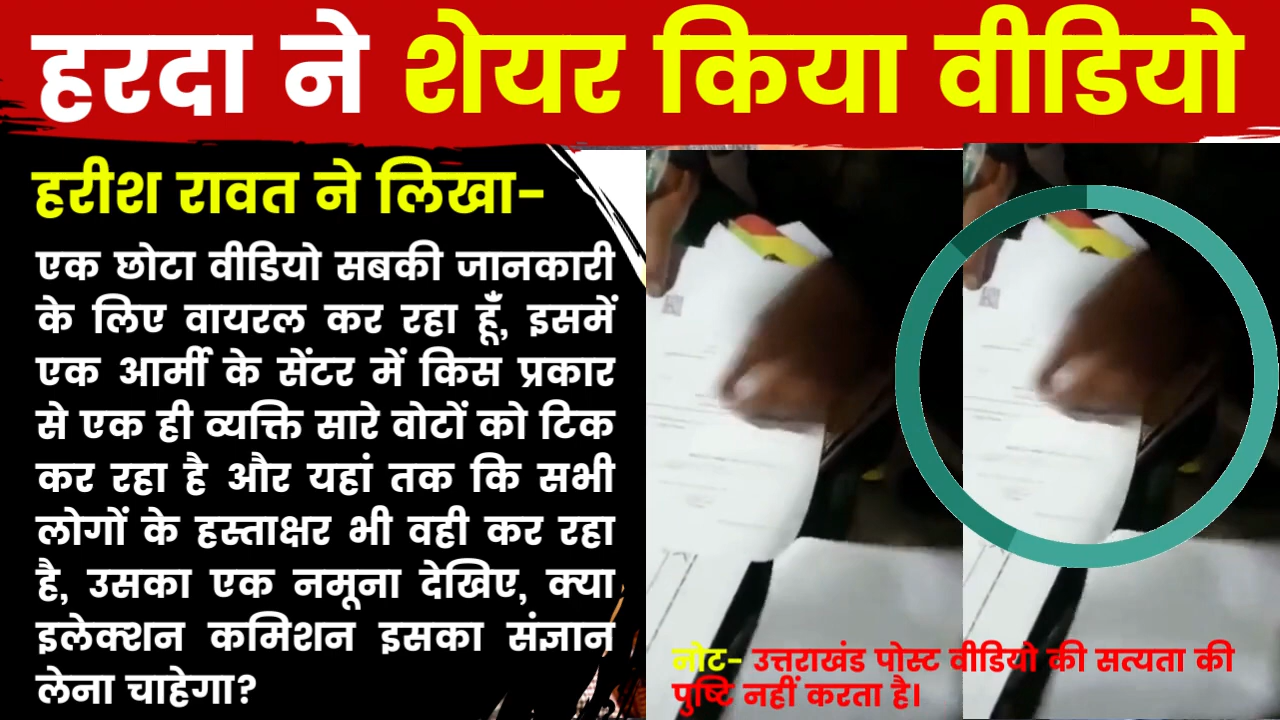 हरदा ने शेयर किया वीडियो
हरीश रावत ने लिखा-
एक छोटा वीडियो सबकी जानकारी
के लिए वायरल कर रहा हूँ, इसमें
एक आर्मी के सेंटर में किस प्रकार
से एक ही व्यक्ति सारे वोटों को टिक
कर रहा है और यहां तक कि सभी
लोगों के हस्ताक्षर भी वही कर रहा
है, उसका एक नमूना देखिए, क्या
इलेक्शन कमिशन इसका संज्ञान
लेना चाहेगा?
नोट- उत्तराखंड पोस्ट वीडियो की सत्यता की
पुष्टि नहीं करता है।